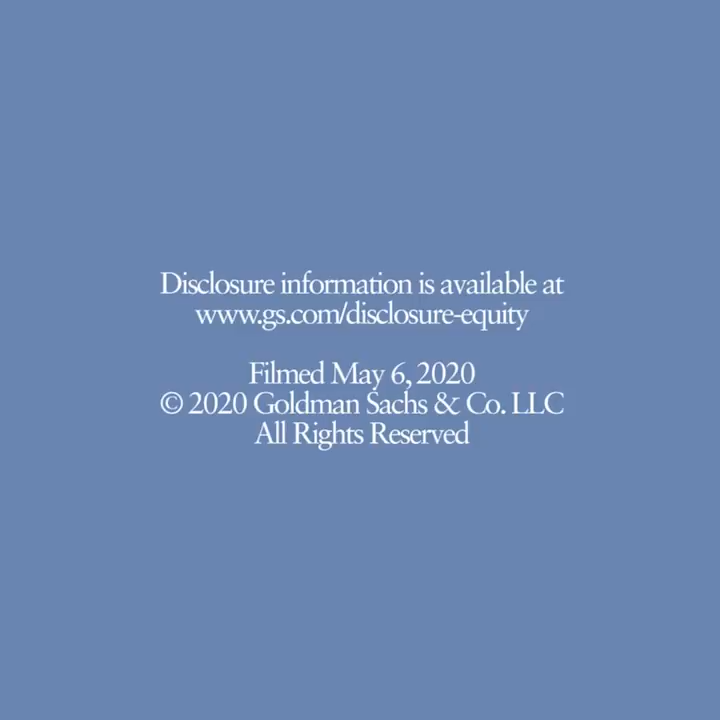 Disclosure information is available at
www.gs.com/disclosure-equity
Filmed May 6, 2020
© 2020 Goldman Sachs & Co. LLC
All Rights Reserved